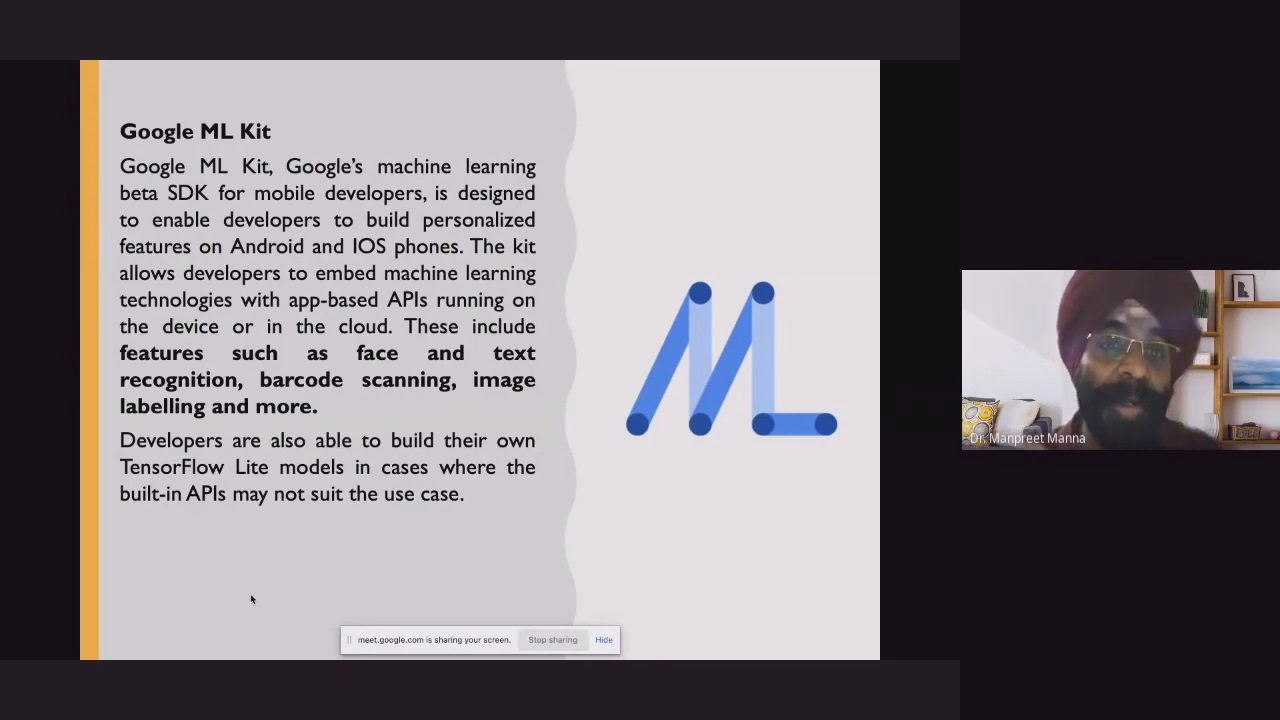 Google ML Kit
Google ML Kit, Google's machine learning
beta SDK for mobile developers, is designed
to enable developers to build personalized
features on Android and IOS phones. The kit
allows developers to embed machine learning
technologies with app-based APIs running on
the device or in the cloud. These include
features such as face and text
recognition, barcode scanning, image
labelling and more.
Developers are also able to build their own
TensorFlow Lite models in cases where the
built-in APIs may not suit the use case.
ML
meet.google.com is sharing your screen. Stop sharing Hide
Dr. Manpreet Manna